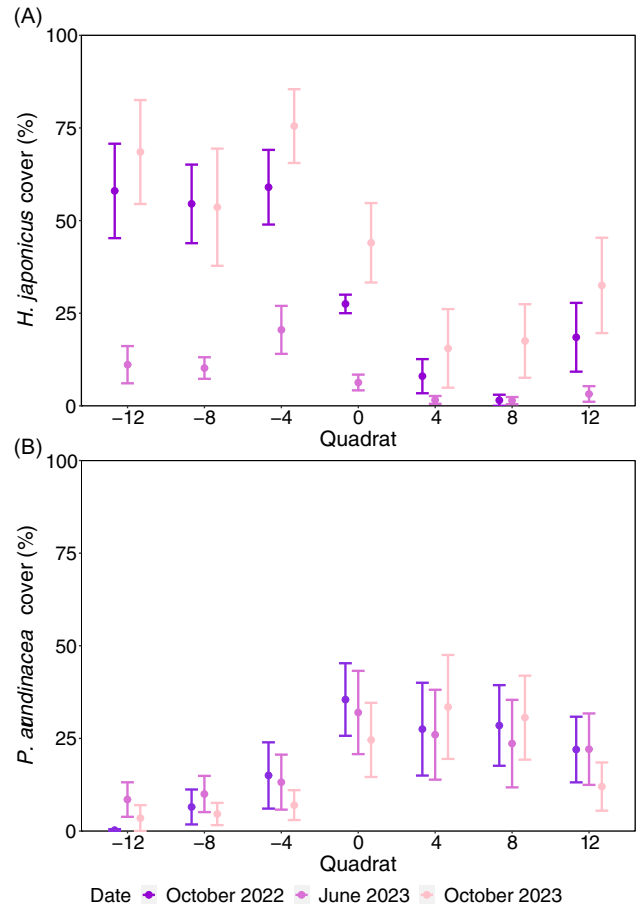 (A)
100
75
50
25
0
H. japonicus cover (%)
−12 −8 −4 0 4 8 12
Quadrat
(B)
100
75
50
25
0
P. aundinacea cover (%)
−12 −8 −4 0 4 8 12
Quadrat
Date October 2022 June 2023 October 2023